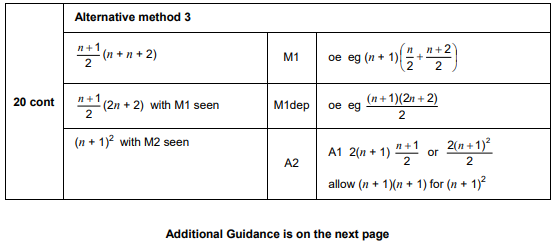 Alternative method 3
n + 1/2 (n + n + 2) M1 oe eg (n + 1)(n/2 + n + 2/2)
20 cont n + 1/2 (2n + 2) with M1 seen M1dep oe eg (n + 1)(2n + 2)/2
(n + 1)² with M2 seen A2 A1 2(n + 1) n + 1/2 or 2(n + 1)²/2
allow (n + 1)(n + 1) for (n + 1)²
Additional Guidance is on the next page